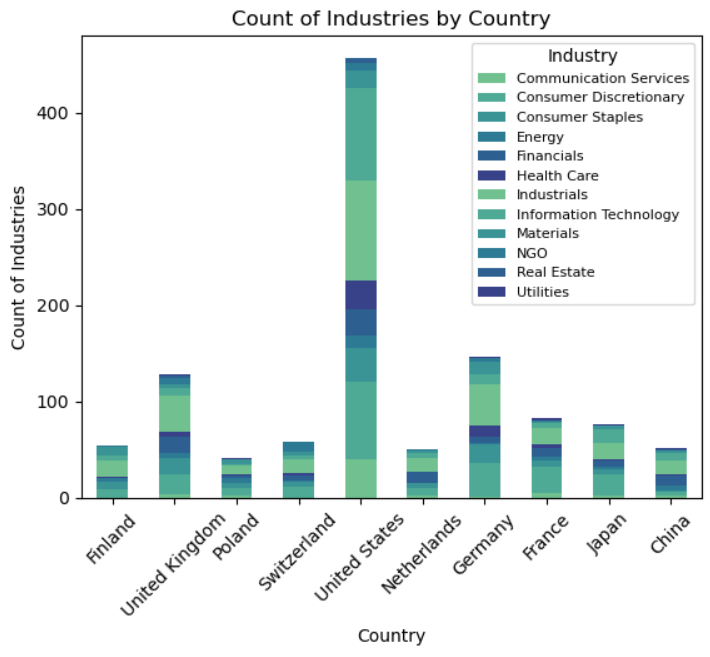 Count of Industries by Country
Count of Industries
400
300
200
100
0
Industry
Communication Services
Consumer Discretionary
Consumer Staples
Energy
Financials
Health Care
Industrials
Information Technology
Materials
NGO
Real Estate
Utilities
Finland
United Kingdom
Poland
Switzerland
United States
Netherlands
Germany
France
Japan
China
Country